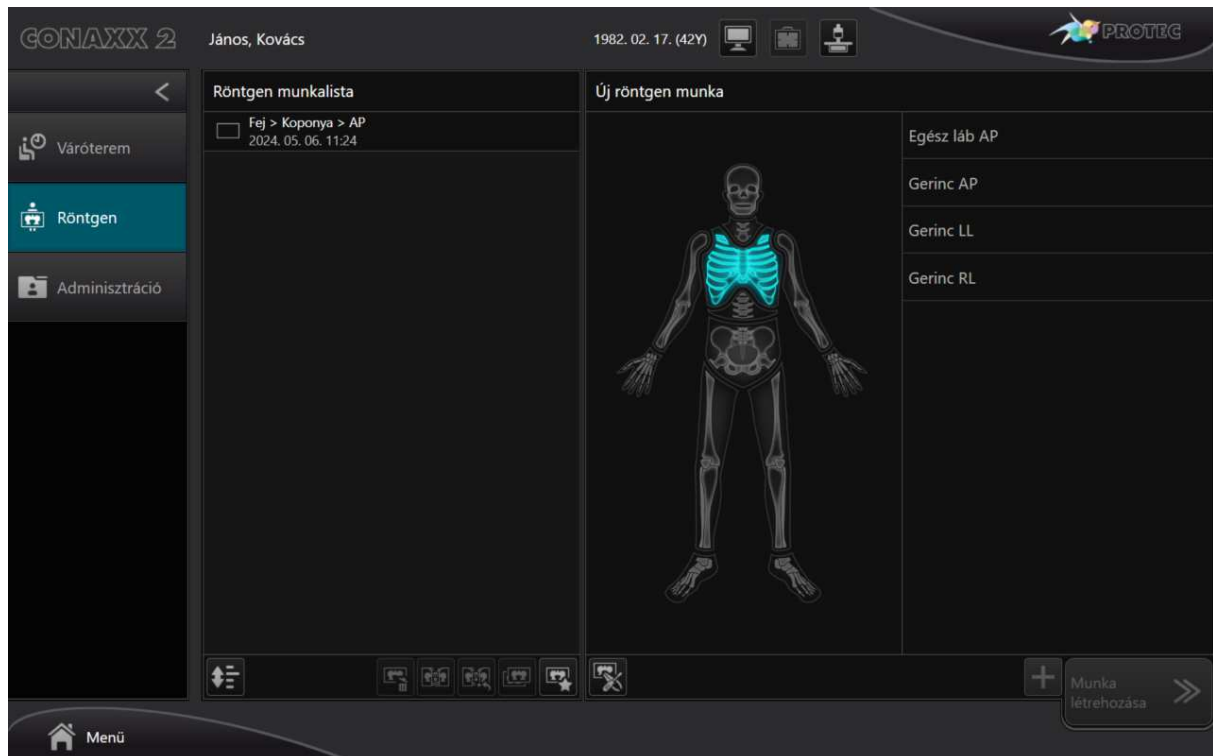 CONAXX 2
János, Kovács
1982. 02. 17. (42Y)
PROTEC
Röntgen munkalista
Új röntgen munka
Váróterem
Röntgen
Adminisztráció
Fej > Koponya > AP
2024. 05. 06. 11:24
Egész láb AP
Gerinc AP
Gerinc LL
Gerinc RL
Munka
létrehozása
Menü